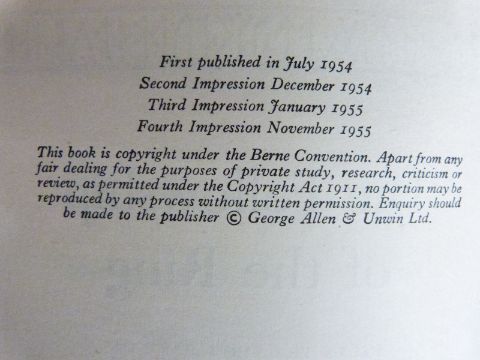 First published in July 1954
Second Impression December 1954
Third Impression January 1955
Fourth Impression November 1955
This book is copyright under the Berne Convention. Apart from any
fair dealing for the purposes of private study, research, criticism or
review, as permitted under the Copyright Act 1911, no portion may be
reproduced by any process without written permission. Enquiry should
be made to the publisher © George Allen & Unwin Ltd.
of the Ring